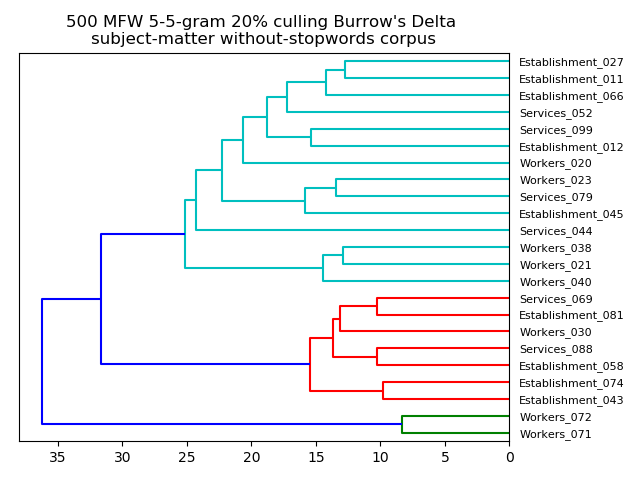 500 MFW 5-5-gram 20% culling Burrow's Delta
subject-matter without-stopwords corpus
Establishment_027
Establishment_011
Establishment_066
Services_052
Services_099
Establishment_012
Workers_020
Workers_023
Services_079
Establishment_045
Services_044
Workers_038
Workers_021
Workers_040
Services_069
Establishment_081
Workers_030
Services_088
Establishment_058
Establishment_074
Establishment_043
Workers_072
Workers_071
35 30 25 20 15 10 5 0